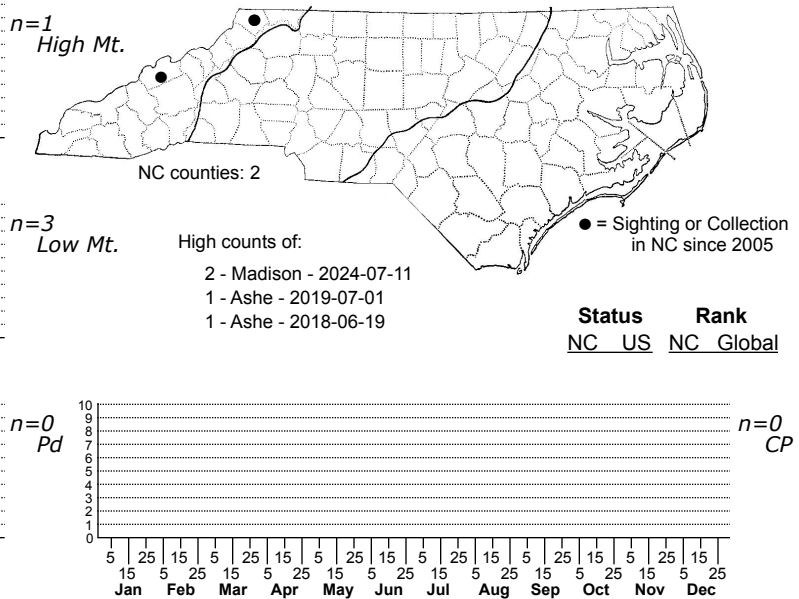 n=1
High Mt.
NC counties: 2
n=3
Low Mt.
High counts of:
2 - Madison - 2024-07-11
1 - Ashe - 2019-07-01
1 - Ashe - 2018-06-19
● = Sighting or Collection
in NC since 2005
Status Rank
NC US NC Global
n=0
Pd
10
9
8
7
6
5
4
3
2
1
0
n=0
CP
5 25 15 5 25 15 5 25 15 5 25 15 5 25 15 5 25 15
15 5 25 15 5 25 15 5 25 15 5 25 15 5 25 15 5 25
Jan Feb Mar Apr May Jun Jul Aug Sep Oct Nov Dec